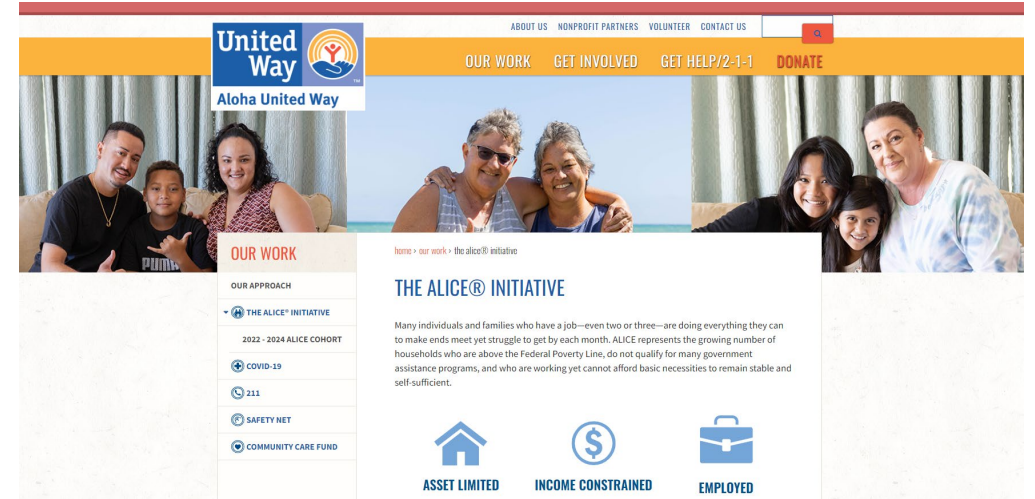 ABOUT US NONPROFIT PARTNERS VOLUNTEER CONTACT US
United
Way
TM
Aloha United Way
OUR WORK GET INVOLVED GET HELP/2-1-1 DONATE
PUMA
OUR WORK
OUR APPROACH
THE ALICE® INITIATIVE
2022 - 2024 ALICE COHORT
COVID-19
211
SAFETY NET
COMMUNITY CARE FUND
home › our work › the alice® initiative
THE ALICE® INITIATIVE
Many individuals and families who have a job—even two or three—are doing everything they can
to make ends meet yet struggle to get by each month. ALICE represents the growing number of
households who are above the Federal Poverty Line, do not qualify for many government
assistance programs, and who are working yet cannot afford basic necessities to remain stable and
self-sufficient.
$
ASSET LIMITED INCOME CONSTRAINED EMPLOYED